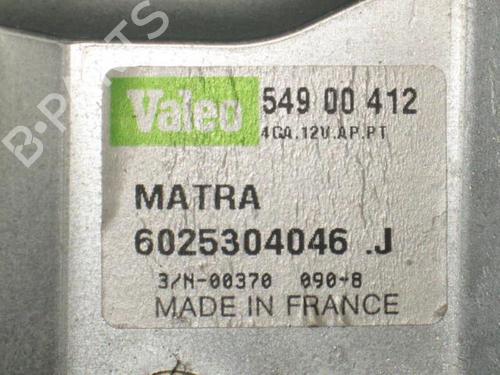 Valeo 549 00 412
4CA.12V.AP.PT
MATRA
6025304046 .J
3/N-00370 090-8
MADE IN FRANCE
B-PARTS